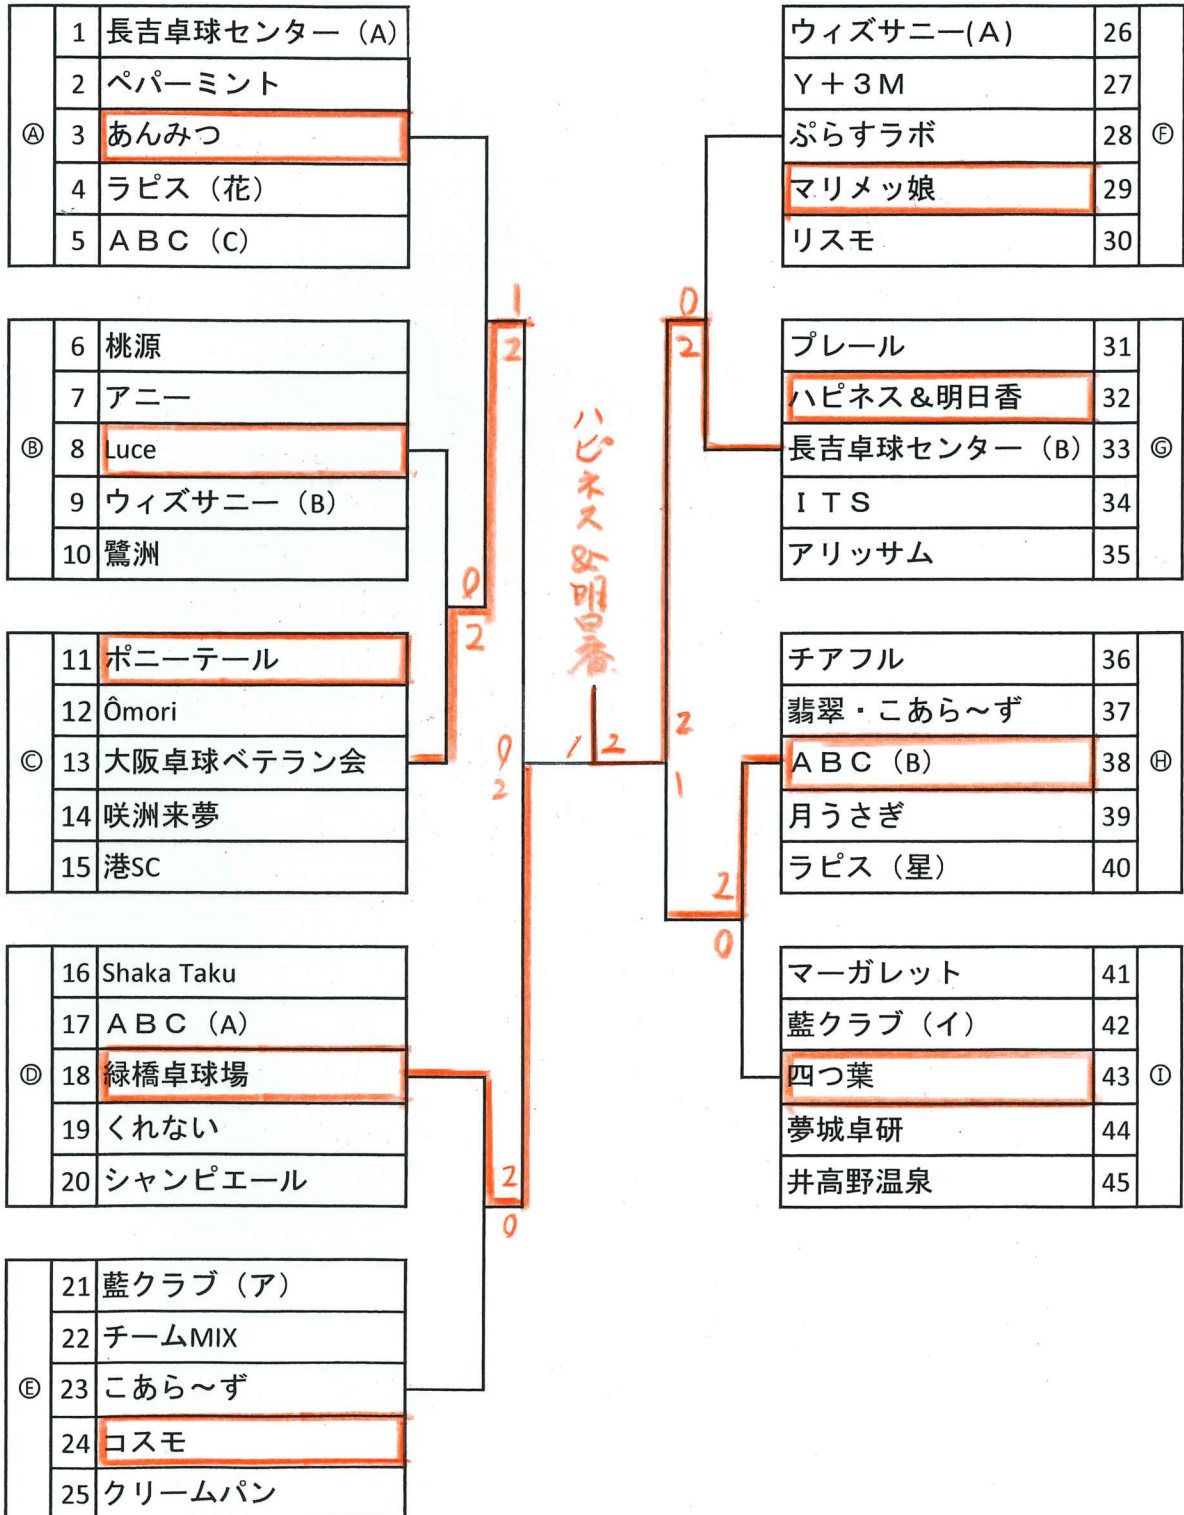 Ⓐ
1 長吉卓球センター（A）
2 ペパーミント
3 あんみつ
4 ラピス（花）
5 ＡＢＣ（C）
Ⓑ
6 桃源
7 アニー
8 Luce
9 ウィズサニー（B）
10 鷺洲
Ⓒ
11 ポニーテール
12 Ômori
13 大阪卓球ベテラン会
14 咲洲来夢
15 港SC
Ⓓ
16 Shaka Taku
17 ＡＢＣ（A）
18 緑橋卓球場
19 くれない
20 シャンピエール
Ⓔ
21 藍クラブ（ア）
22 チームMIX
23 こあら～ず
24 コスモ
25 クリームパン
1
2
0
2
0
2
2
0
ハピネス&明日香
1 2
0
2
2
1
2
0
ウィズサニー(Ａ) 26
Ｙ＋３Ｍ 27
ぷらすラボ 28
マリメッ娘 29
リスモ 30
Ⓕ
プレール 31
ハピネス＆明日香 32
長吉卓球センター（B） 33
ＩＴＳ 34
アリッサム 35
Ⓖ
チアフル 36
翡翠・こあら～ず 37
ＡＢＣ（B） 38
月うさぎ 39
ラピス（星） 40
Ⓗ
マーガレット 41
藍クラブ（イ） 42
四つ葉 43
夢城卓研 44
井高野温泉 45
Ⓘ